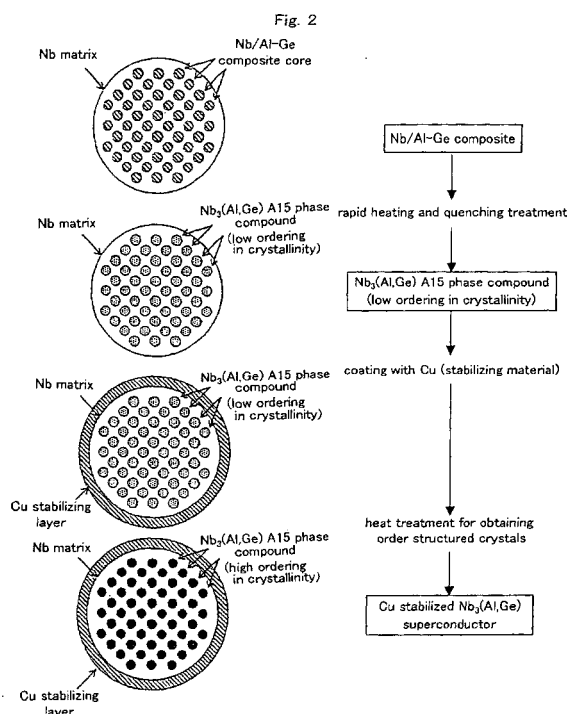 Fig. 2
Nb matrix
Nb/Al-Ge
composite core
Nb matrix
Nb₃(Al,Ge) A15 phase
compound
(low ordering
in crystallinity)
Nb matrix
Nb₃(Al,Ge) A15 phase
compound
(low ordering
in crystallinity)
Cu stabilizing
layer
Nb matrix
Nb₃(Al,Ge) A15 phase
compound
(high ordering
in crystallinity)
Cu stabilizing
layer
Nb/Al-Ge composite
rapid heating and quenching treatment
Nb₃(Al,Ge) A15 phase compound
(low ordering in crystallinity)
coating with Cu (stabilizing material)
heat treatment for obtaining
order structured crystals
Cu stabilized Nb₃(Al,Ge)
superconductor